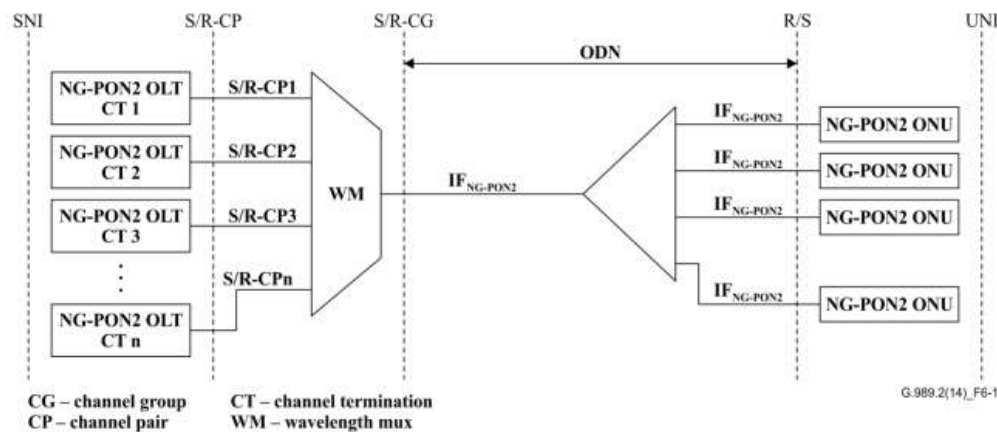 SNI
S/R-CP
S/R-CG
R/S
UNI
ODN
NG-PON2 OLT
CT 1
S/R-CP1
NG-PON2 OLT
CT 2
S/R-CP2
NG-PON2 OLT
CT 3
S/R-CP3
NG-PON2 OLT
CT n
S/R-CPn
WM
IFNG-PON2
IFNG-PON2
NG-PON2 ONU
IFNG-PON2
NG-PON2 ONU
IFNG-PON2
NG-PON2 ONU
IFNG-PON2
NG-PON2 ONU
CG – channel group
CP – channel pair
CT – channel termination
WM – wavelength mux
G.989.2(14)_F6-1